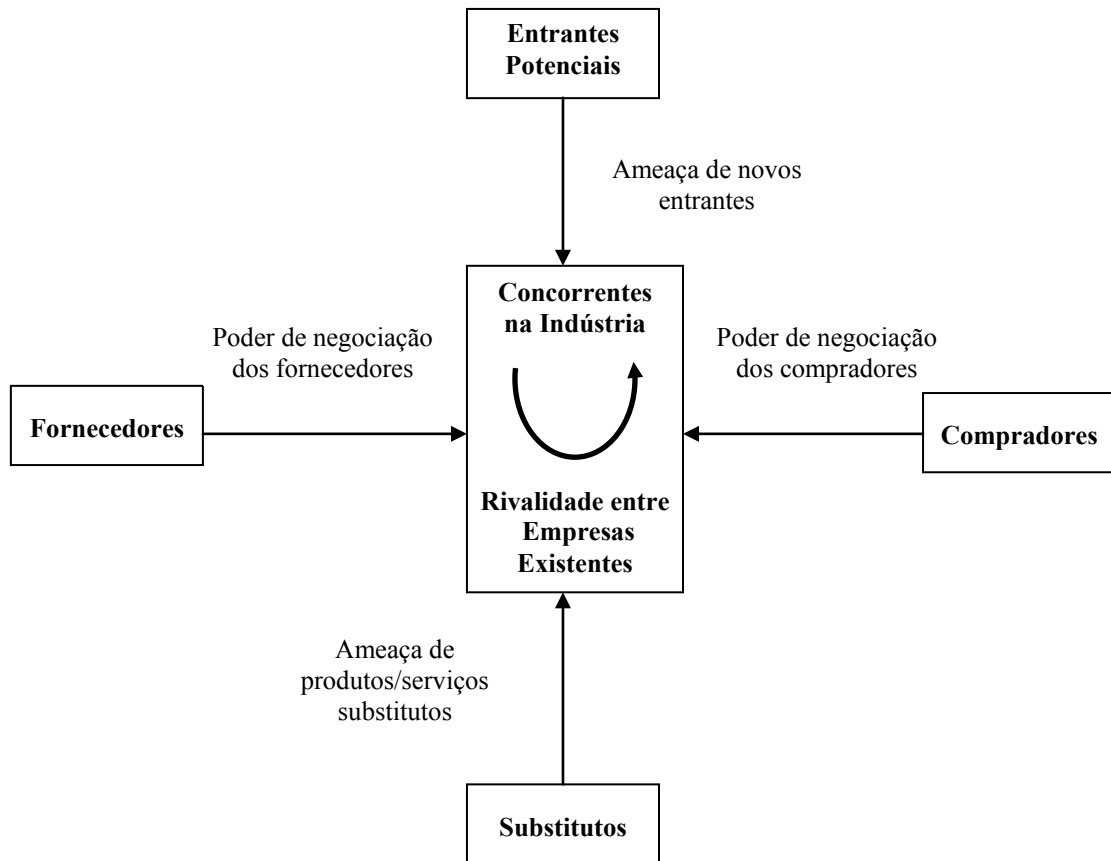 Entrantes
Potenciais
Ameaça de novos
entrantes
Concorrentes
na Indústria
Poder de negociação
dos fornecedores
Poder de negociação
dos compradores
Fornecedores
Compradores
Rivalidade entre
Empresas
Existentes
Ameaça de
produtos/serviços
substitutos
Substitutos